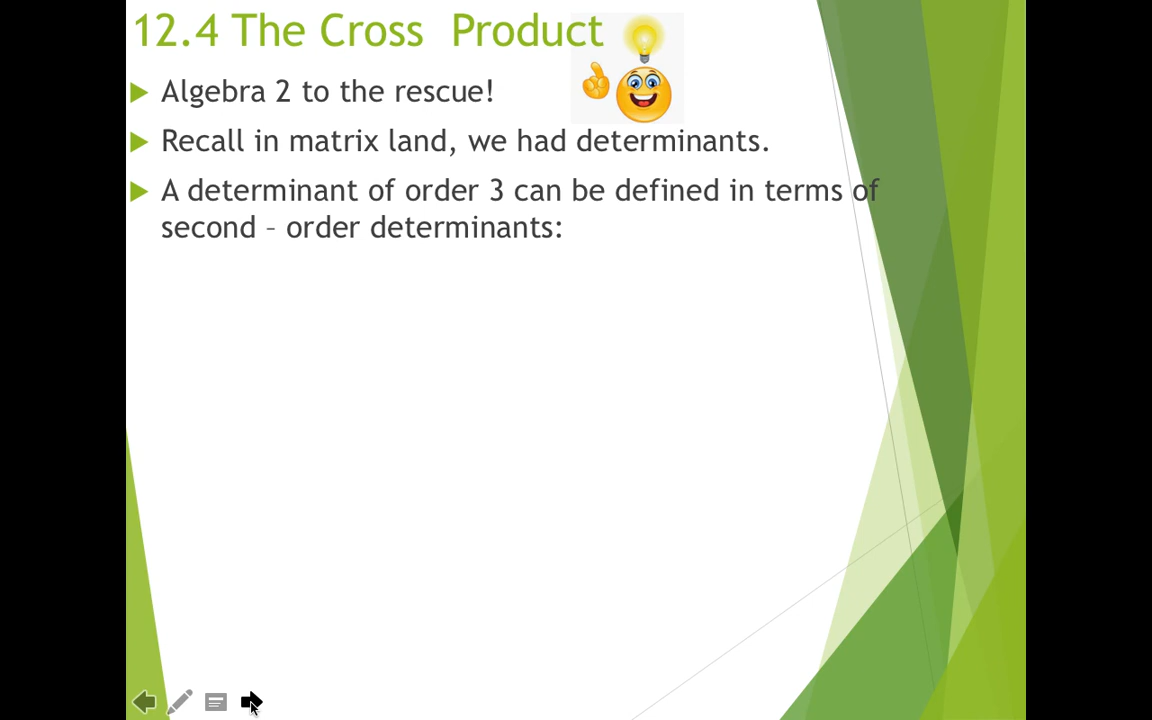 12.4 The Cross Product
Algebra 2 to the rescue!
Recall in matrix land, we had determinants.
A determinant of order 3 can be defined in terms of
second – order determinants: